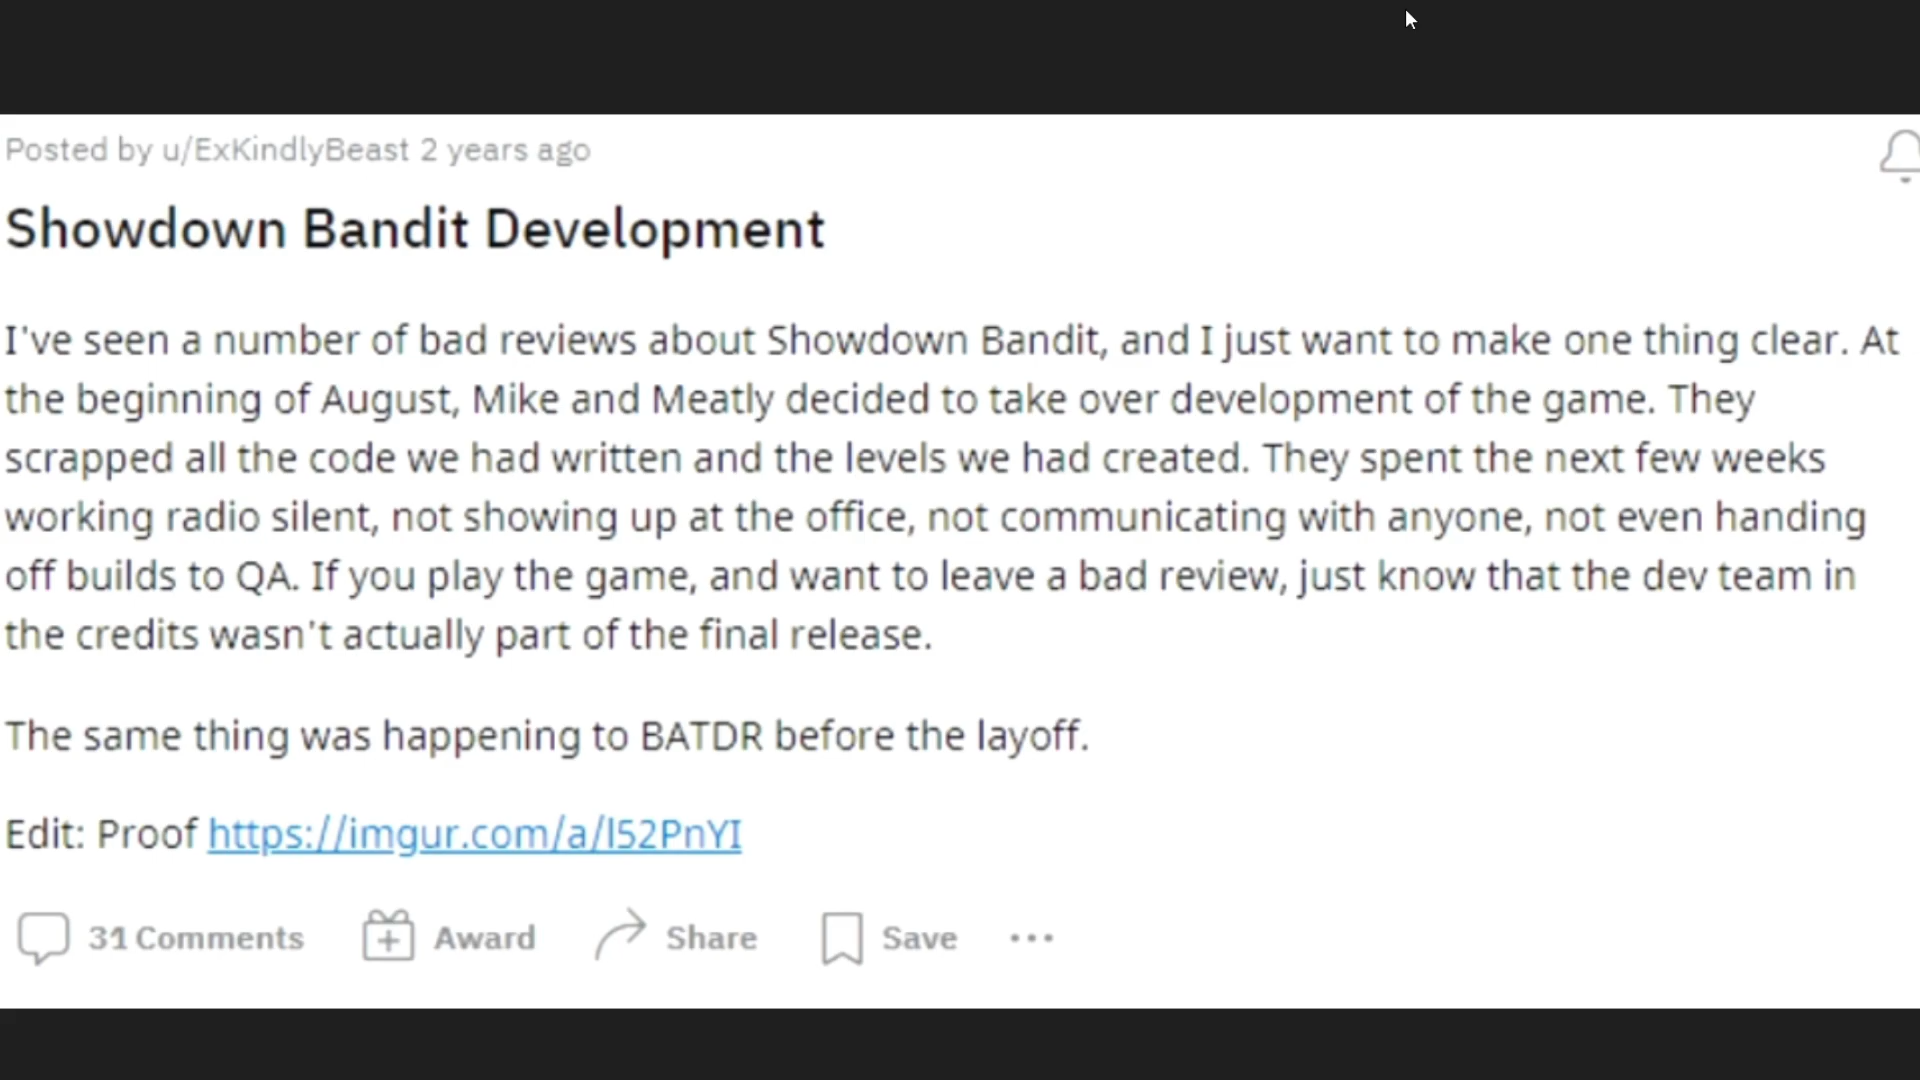 Posted by u/ExKindlyBeast 2 years ago
Showdown Bandit Development
I've seen a number of bad reviews about Showdown Bandit, and I just want to make one thing clear. At
the beginning of August, Mike and Meatly decided to take over development of the game. They
scrapped all the code we had written and the levels we had created. They spent the next few weeks
working radio silent, not showing up at the office, not communicating with anyone, not even handing
off builds to QA. If you play the game, and want to leave a bad review, just know that the dev team in
the credits wasn't actually part of the final release.
The same thing was happening to BATDR before the layoff.
Edit: Proof https://imgur.com/a/l52PnYI
31 Comments Award Share Save ...